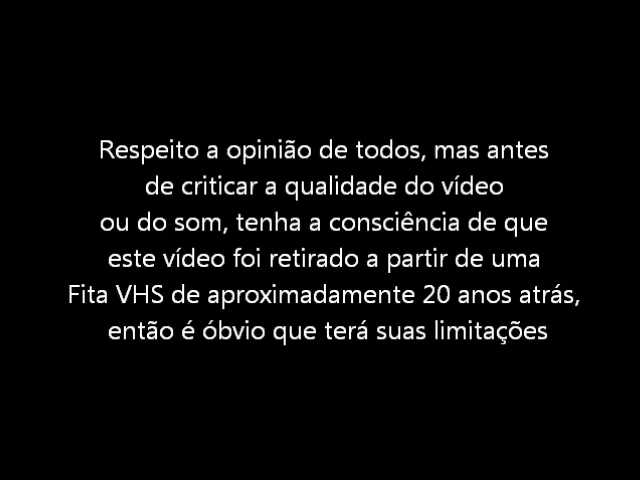 Respeito a opinião de todos, mas antes
de criticar a qualidade do vídeo
ou do som, tenha a consciência de que
este vídeo foi retirado a partir de uma
Fita VHS de aproximadamente 20 anos atrás,
então é óbvio que terá suas limitações